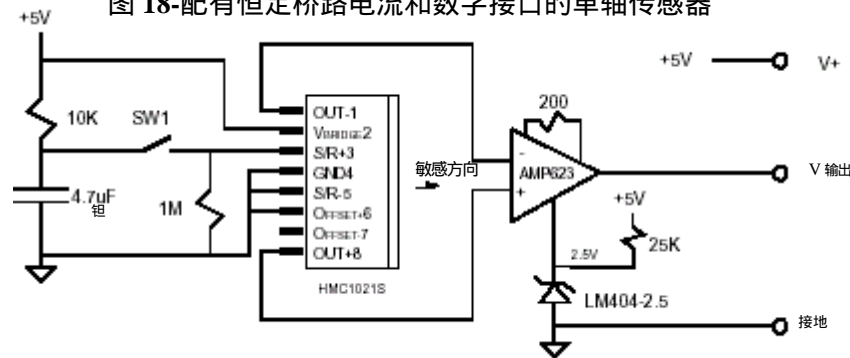 图 18-配有恒定桥路电流和数字接口的单轴传感器
+5V
+5V
V+
10K
SW1
OUT-1
VBRIDGE2
S/R+3
GND4
S/R-5
OFFSET+6
OFFSET-7
OUT+8
HMC1021S
敏感方向
200
-
AMP623
+
V 输出
4.7uF
钽
1M
+5V
25K
2.5V
LM404-2.5
接地